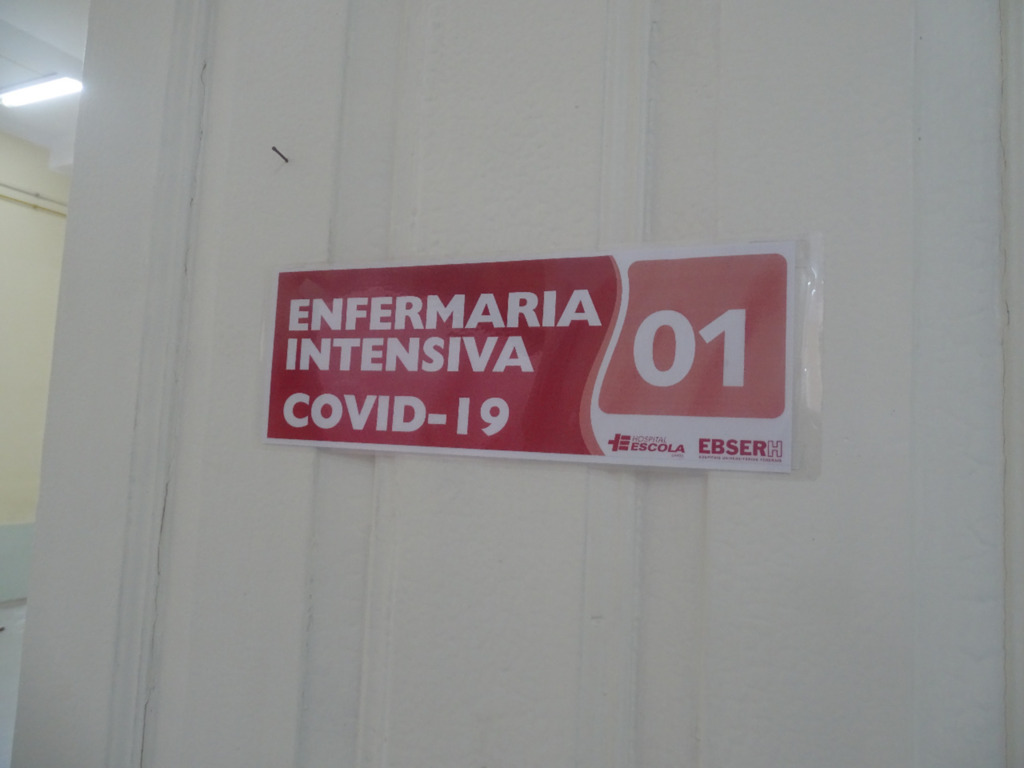 ENFERMARIA
INTENSIVA
COVID-19
01
HOSPITAL
ESCOLA
EBSERH